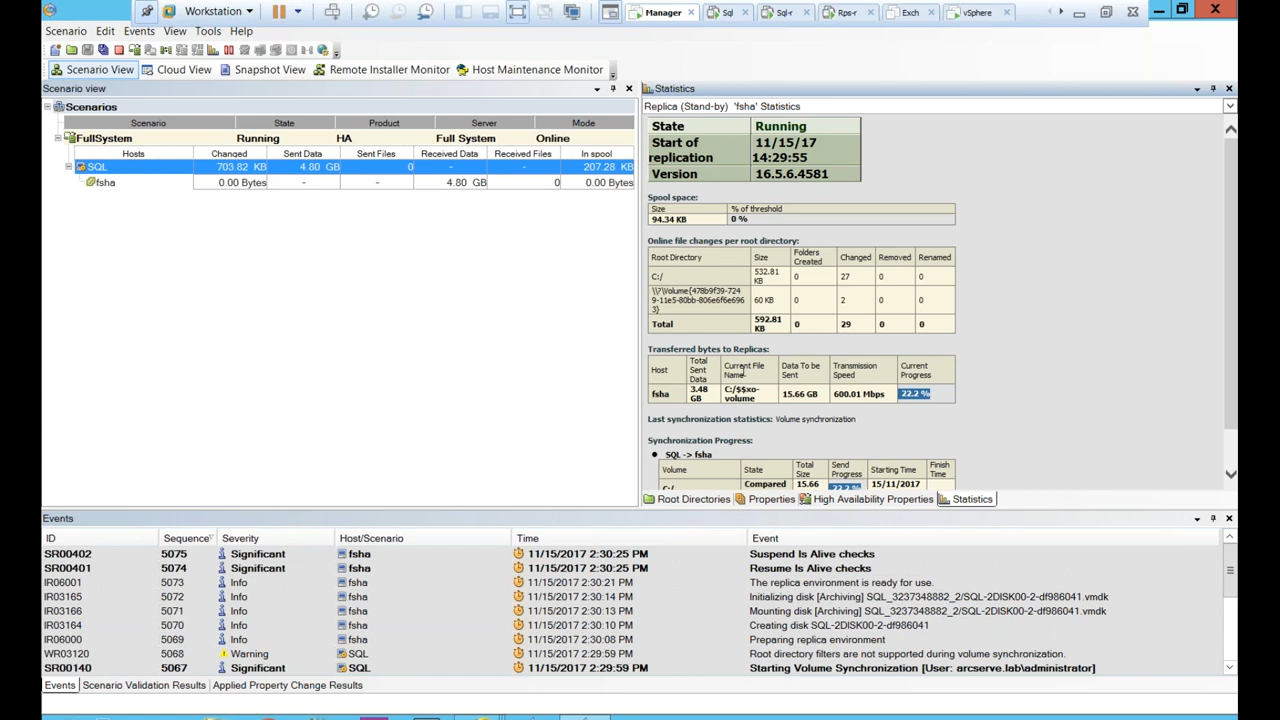 Workstation
Manager Sql Sql-r Rps-r Exch vSphere
Scenario Edit Events View Tools Help
Scenario View Cloud View Snapshot View Remote Installer Monitor Host Maintenance Monitor
Scenario view
Scenarios
Scenario State Product Server Mode
FullSystem Running HA Full System Online
Hosts Changed Sent Data Sent Files Received Data Received Files In spool
SQL 703.82 KB 4.80 GB 0 - - 207.28 KB
fsha 0.00 Bytes - - 4.80 GB 0 0.00 Bytes
Statistics
Replica (Stand-by) 'fsha' Statistics
State Running
Start of replication 11/15/17 14:29:55
Version 16.5.6.4581
Spool space:
Size % of threshold
94.34 KB 0 %
Online file changes per root directory:
Root Directory Size Folders Created Changed Removed Renamed
C:/ 532.81 KB 0 27 0 0
\\?\Volume{478b9f39-7249-11e5-80bb-806e6f6e6963} 60 KB 0 2 0 0
Total 592.81 KB 0 29 0 0
Transferred bytes to Replicas:
Host Total Sent Data Current File Name Data To be Sent Transmission Speed Current Progress
fsha 3.48 GB C:/$$xo-volume 15.66 GB 600.01 Mbps 22.2 %
Last synchronization statistics: Volume synchronization
Synchronization Progress:
SQL -> fsha
Volume State Total Size Send Progress Starting Time Finish Time
C:/ Compared 15.66 22.2 % 15/11/2017
Root Directories Properties High Availability Properties Statistics
Events
ID Sequence Severity Host/Scenario Time Event
SR00402 5075 Significant fsha 11/15/2017 2:30:25 PM Suspend Is Alive checks
SR00401 5074 Significant fsha 11/15/2017 2:30:25 PM Resume Is Alive checks
IR06001 5073 Info fsha 11/15/2017 2:30:21 PM The replica environment is ready for use.
IR03165 5072 Info fsha 11/15/2017 2:30:14 PM Initializing disk [Archiving] SQL_3237348882_2/SQL-2DISK00-2-df986041.vmdk
IR03166 5071 Info fsha 11/15/2017 2:30:13 PM Mounting disk [Archiving] SQL_3237348882_2/SQL-2DISK00-2-df986041.vmdk
IR03164 5070 Info fsha 11/15/2017 2:30:10 PM Creating disk SQL-2DISK00-2-df986041
IR06000 5069 Info fsha 11/15/2017 2:30:08 PM Preparing replica environment
WR03120 5068 Warning SQL 11/15/2017 2:29:59 PM Root directory filters are not supported during volume synchronization.
SR00140 5067 Significant SQL 11/15/2017 2:29:59 PM Starting Volume Synchronization [User: arcserve.lab\administrator]
Events Scenario Validation Results Applied Property Change Results